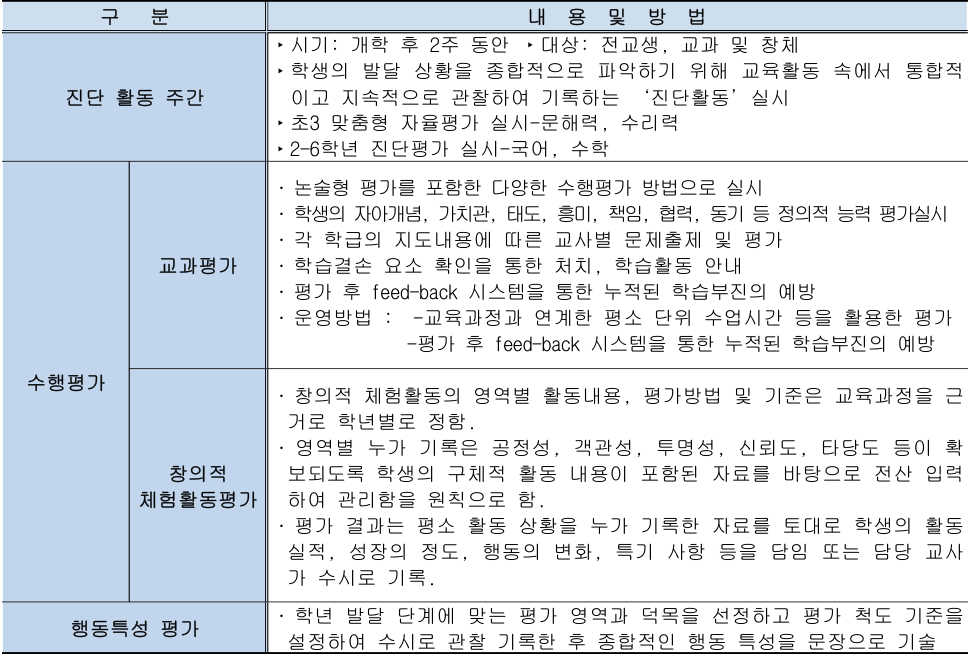 구 분
내 용 및 방 법
진단 활동 주간
‣시기: 개학 후 2주 동안 ‣대상: 전교생, 교과 및 창체
‣학생의 발달 상황을 종합적으로 파악하기 위해 교육활동 속에서 통합적
이고 지속적으로 관찰하여 기록하는 ‘진단활동’ 실시
‣초3 맞춤형 자율평가 실시-문해력, 수리력
‣2-6학년 진단평가 실시-국어, 수학
수행평가
교과평가
· 논술형 평가를 포함한 다양한 수행평가 방법으로 실시
· 학생의 자아개념, 가치관, 태도, 흥미, 책임, 협력, 동기 등 정의적 능력 평가실시
· 각 학급의 지도내용에 따른 교사별 문제출제 및 평가
· 학습결손 요소 확인을 통한 처치, 학습활동 안내
· 평가 후 feed-back 시스템을 통한 누적된 학습부진의 예방
· 운영방법 : -교육과정과 연계한 평소 단위 수업시간 등을 활용한 평가
-평가 후 feed-back 시스템을 통한 누적된 학습부진의 예방
창의적
체험활동평가
· 창의적 체험활동의 영역별 활동내용, 평가방법 및 기준은 교육과정을 근
거로 학년별로 정함.
· 영역별 누가 기록은 공정성, 객관성, 투명성, 신뢰도, 타당도 등이 확
보되도록 학생의 구체적 활동 내용이 포함된 자료를 바탕으로 전산 입력
하여 관리함을 원칙으로 함.
· 평가 결과는 평소 활동 상황을 누가 기록한 자료를 토대로 학생의 활동
실적, 성장의 정도, 행동의 변화, 특기 사항 등을 담임 또는 담당 교사
가 수시로 기록.
행동특성 평가
· 학년 발달 단계에 맞는 평가 영역과 덕목을 선정하고 평가 척도 기준을
설정하여 수시로 관찰 기록한 후 종합적인 행동 특성을 문장으로 기술